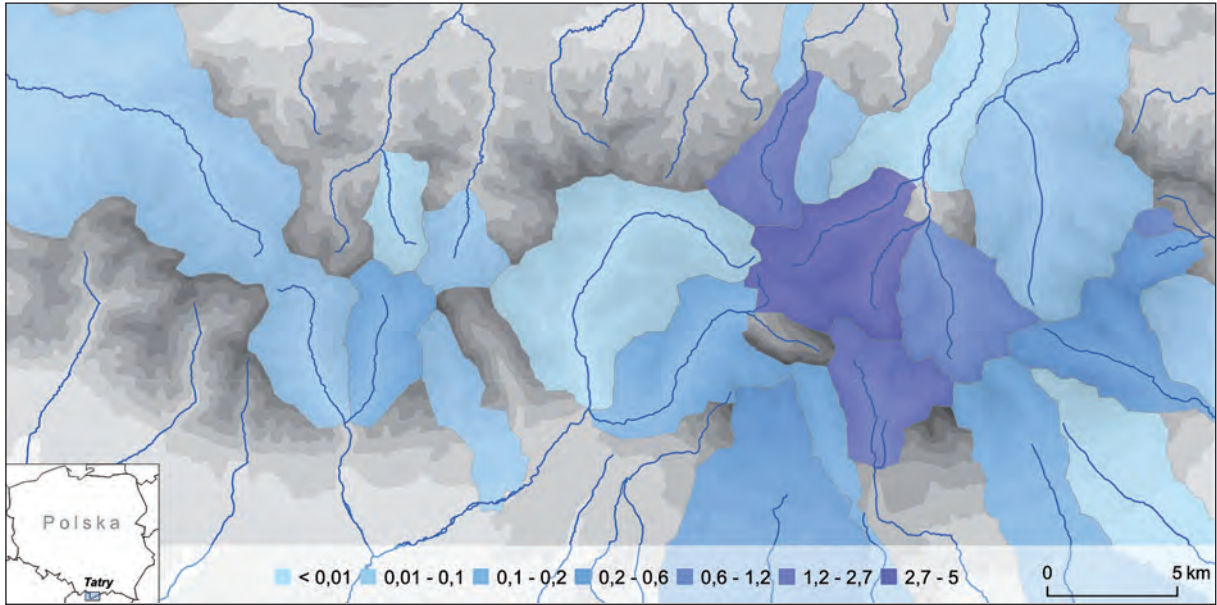 Polska
Tatry
< 0,01 0,01 - 0,1 0,1 - 0,2 0,2 - 0,6 0,6 - 1,2 1,2 - 2,7 2,7 - 5
0 5 km